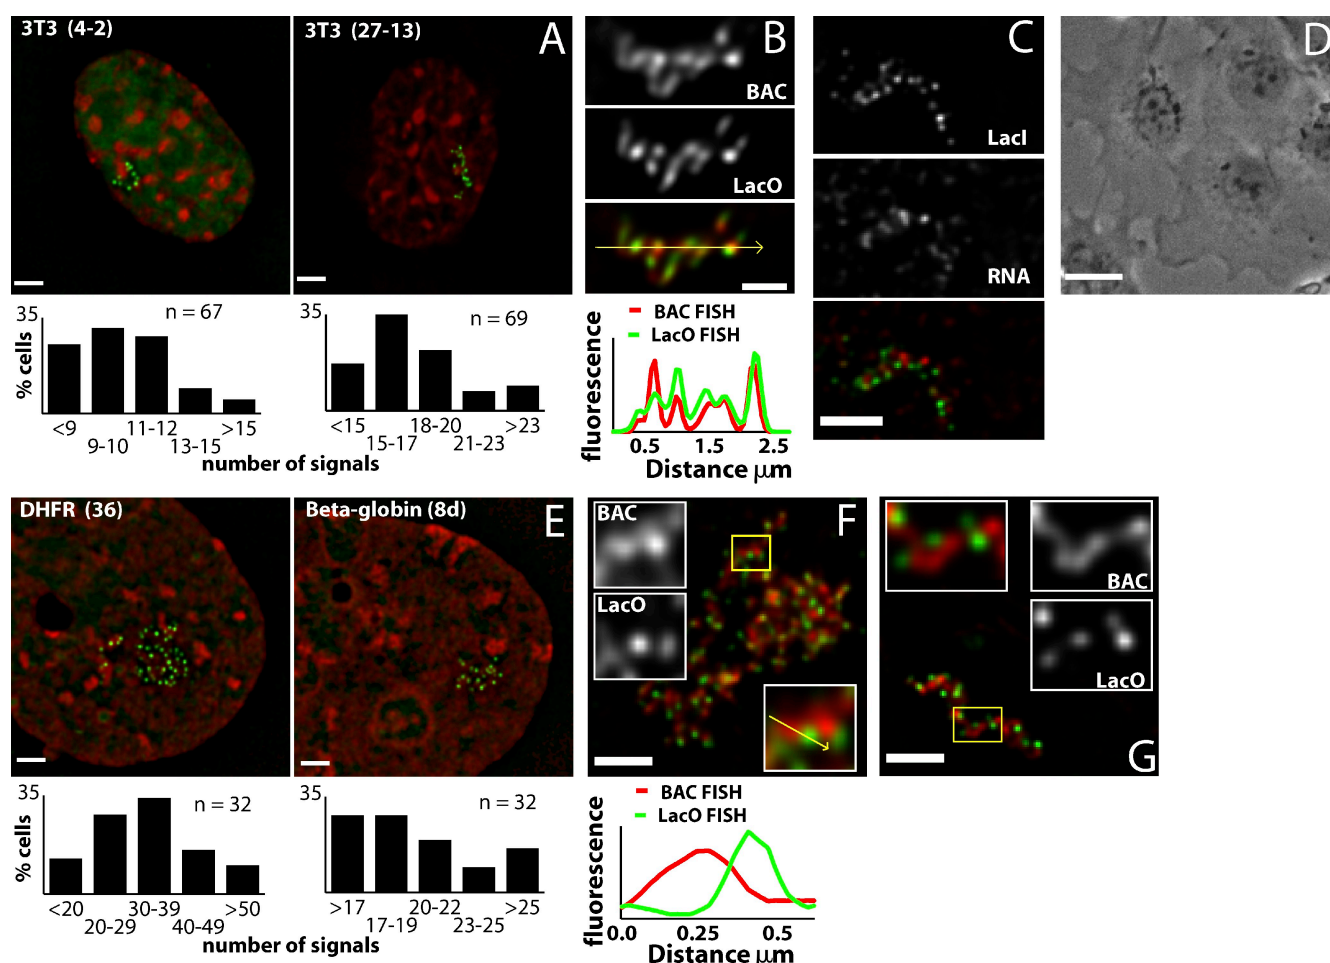 3T3 (4-2)
3T3 (27-13)
A
B
BAC
LacO
C
LacI
RNA
D
35
n = 67
% cells
<9
9-10
11-12
13-15
>15
35
n = 69
<15
15-17
18-20
21-23
>23
number of signals
BAC FISH
LacO FISH
fluorescence
0.5
1.5
2.5
Distance μm
DHFR (36)
Beta-globin (8d)
E
BAC
LacO
F
BAC
LacO
G
35
n = 32
% cells
<20
20-29
30-39
40-49
>50
35
n = 32
>17
17-19
20-22
23-25
>25
number of signals
BAC FISH
LacO FISH
fluorescence
0.0
0.25
0.5
Distance μm